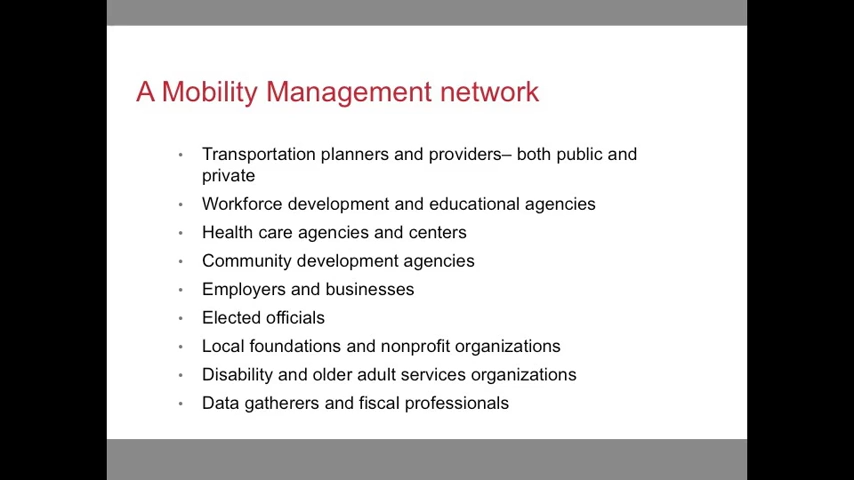 A Mobility Management network
• Transportation planners and providers– both public and
private
• Workforce development and educational agencies
• Health care agencies and centers
• Community development agencies
• Employers and businesses
• Elected officials
• Local foundations and nonprofit organizations
• Disability and older adult services organizations
• Data gatherers and fiscal professionals